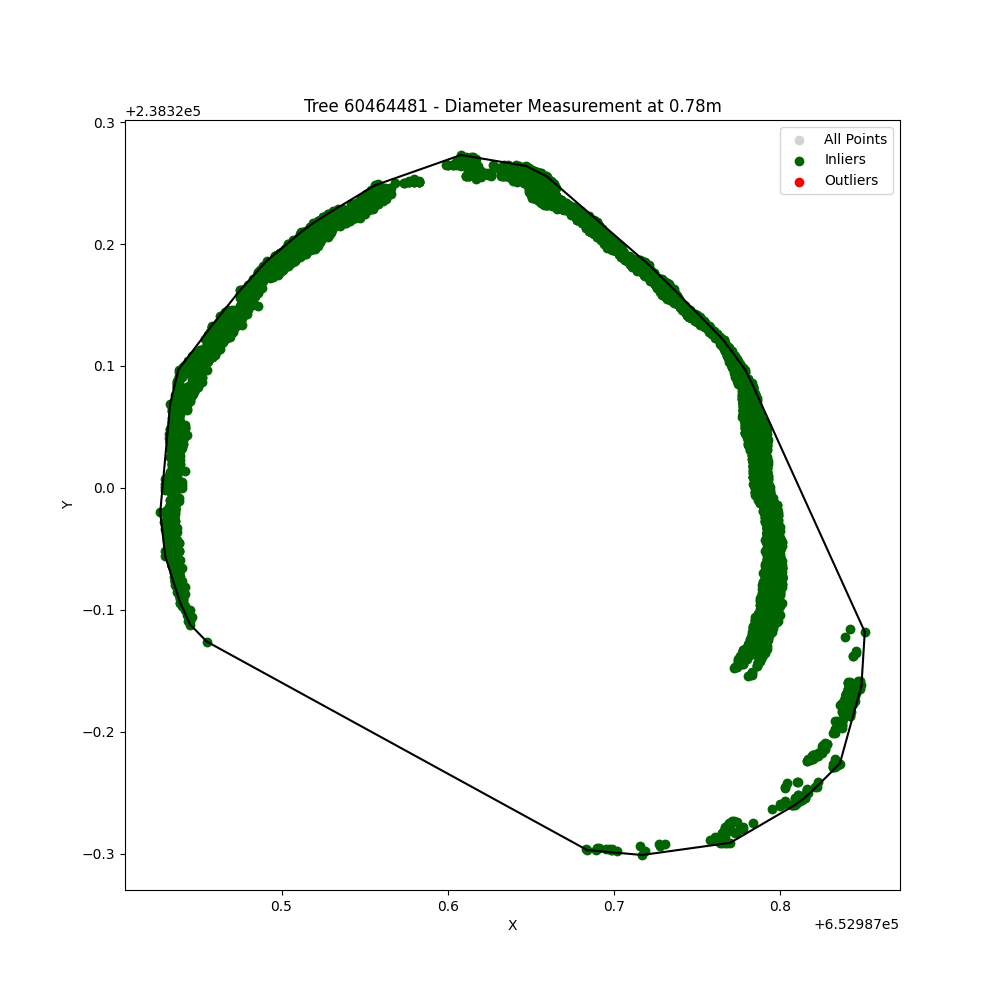 Tree 60464481 - Diameter Measurement at 0.78m
+2.3832e5
All Points
Inliers
Outliers
0.3
0.2
0.1
0.0
−0.1
−0.2
−0.3
Y
0.5 0.6 0.7 0.8
X
+6.52987e5